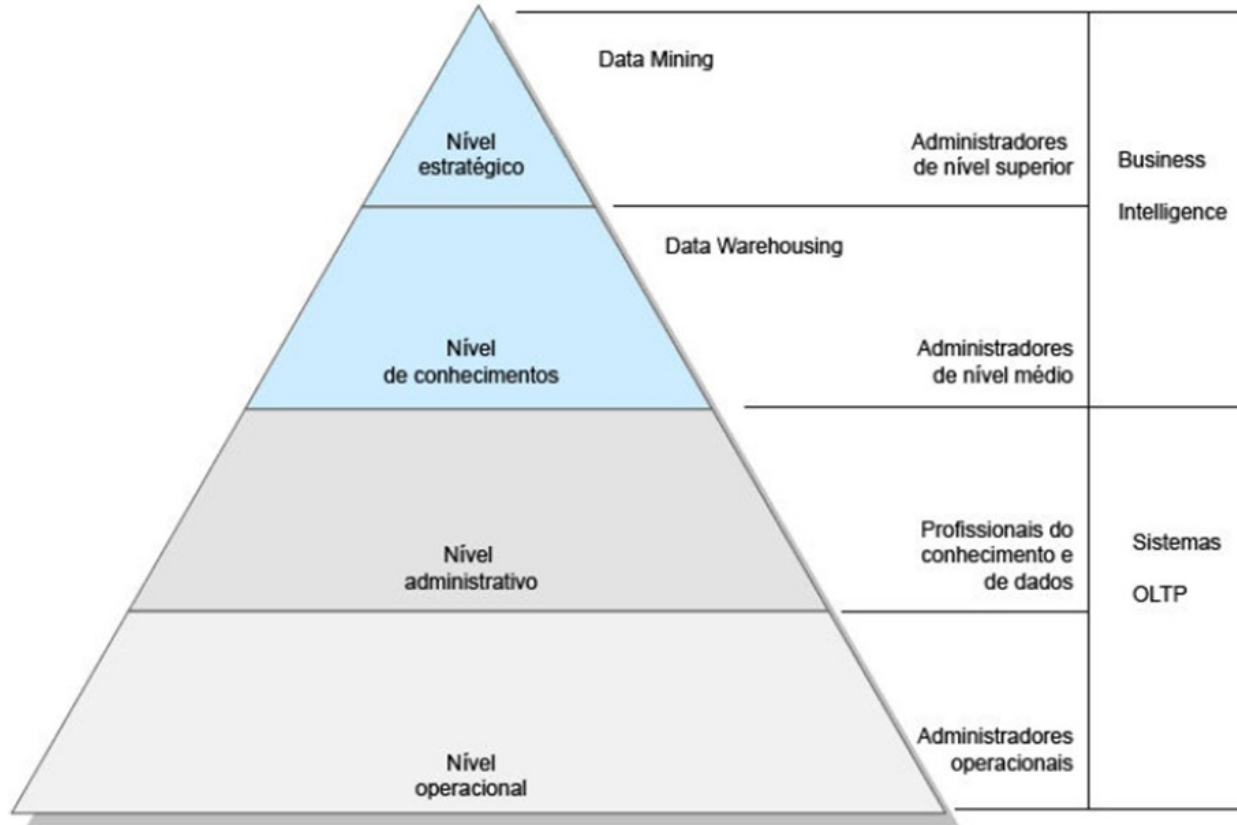 Data Mining
Nível
estratégico
Administradores
de nível superior
Business
Intelligence
Data Warehousing
Nível
de conhecimentos
Administradores
de nível médio
Nível
administrativo
Profissionais do
conhecimento e
de dados
Sistemas
OLTP
Nível
operacional
Administradores
operacionais